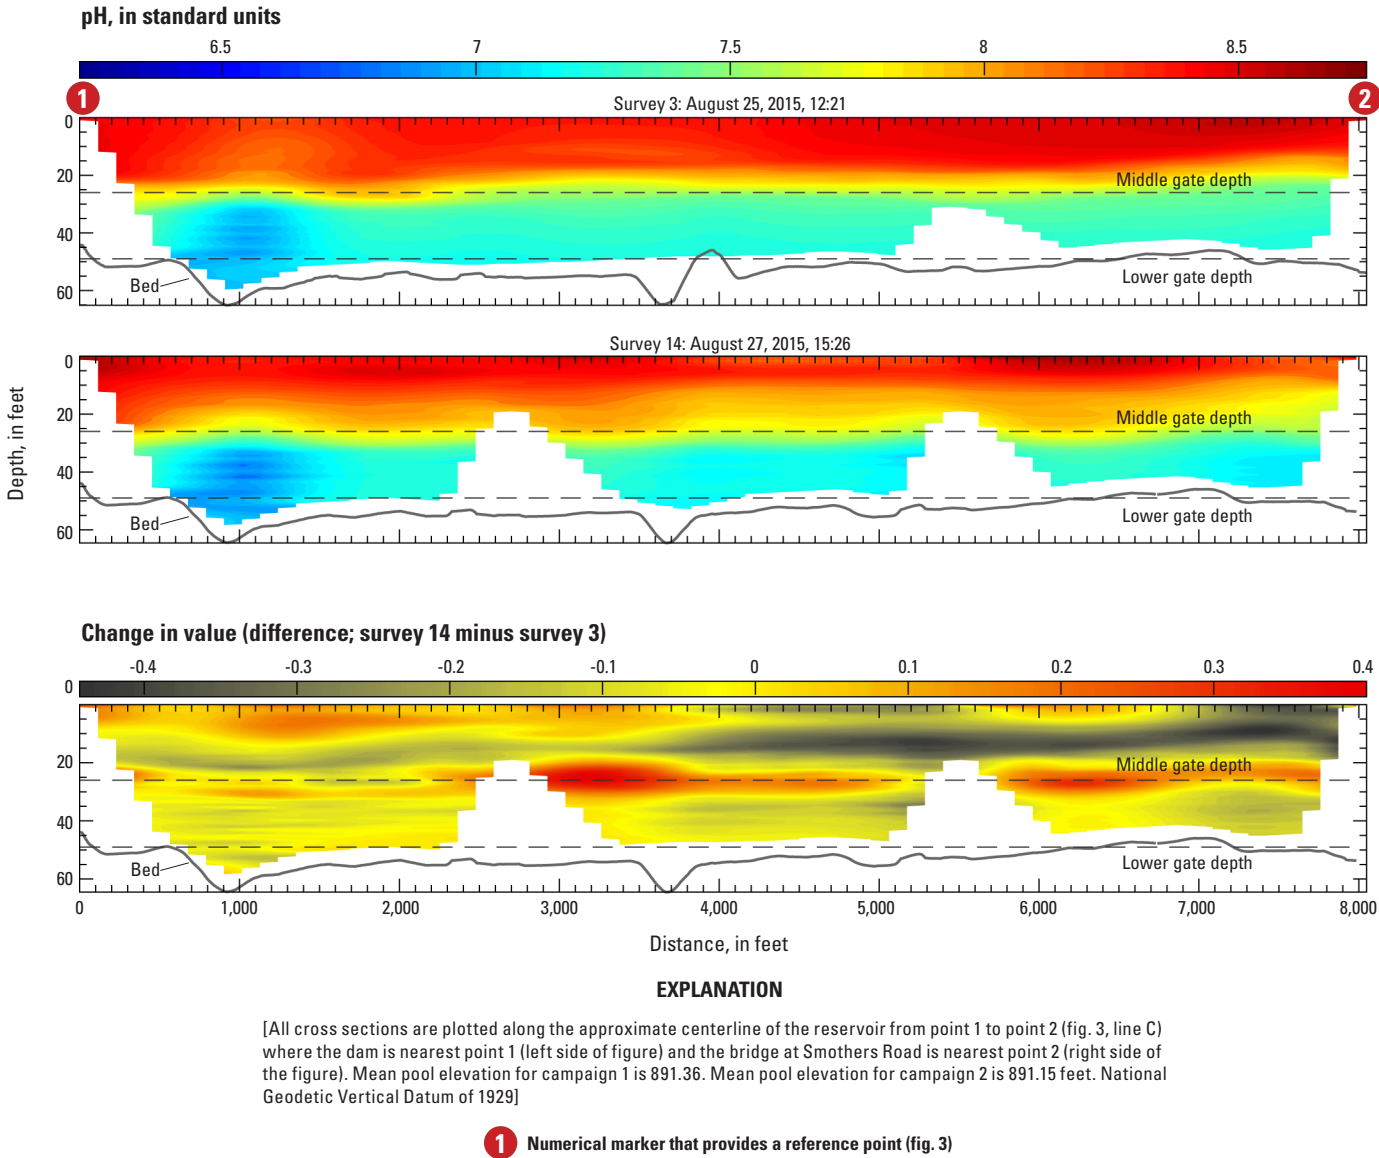 pH, in standard units
6.5 7 7.5 8 8.5
1 2
Survey 3: August 25, 2015, 12:21
0
20
Middle gate depth
40
Bed
Lower gate depth
60
Survey 14: August 27, 2015, 15:26
0
20
Middle gate depth
40
Bed
Lower gate depth
60
Depth, in feet
Change in value (difference; survey 14 minus survey 3)
-0.4 -0.3 -0.2 -0.1 0 0.1 0.2 0.3 0.4
0
20
Middle gate depth
40
Bed
Lower gate depth
60
0 1,000 2,000 3,000 4,000 5,000 6,000 7,000 8,000
Distance, in feet
EXPLANATION
[All cross sections are plotted along the approximate centerline of the reservoir from point 1 to point 2 (fig. 3, line C)
where the dam is nearest point 1 (left side of figure) and the bridge at Smothers Road is nearest point 2 (right side of
the figure). Mean pool elevation for campaign 1 is 891.36. Mean pool elevation for campaign 2 is 891.15 feet. National
Geodetic Vertical Datum of 1929]
1 Numerical marker that provides a reference point (fig. 3)